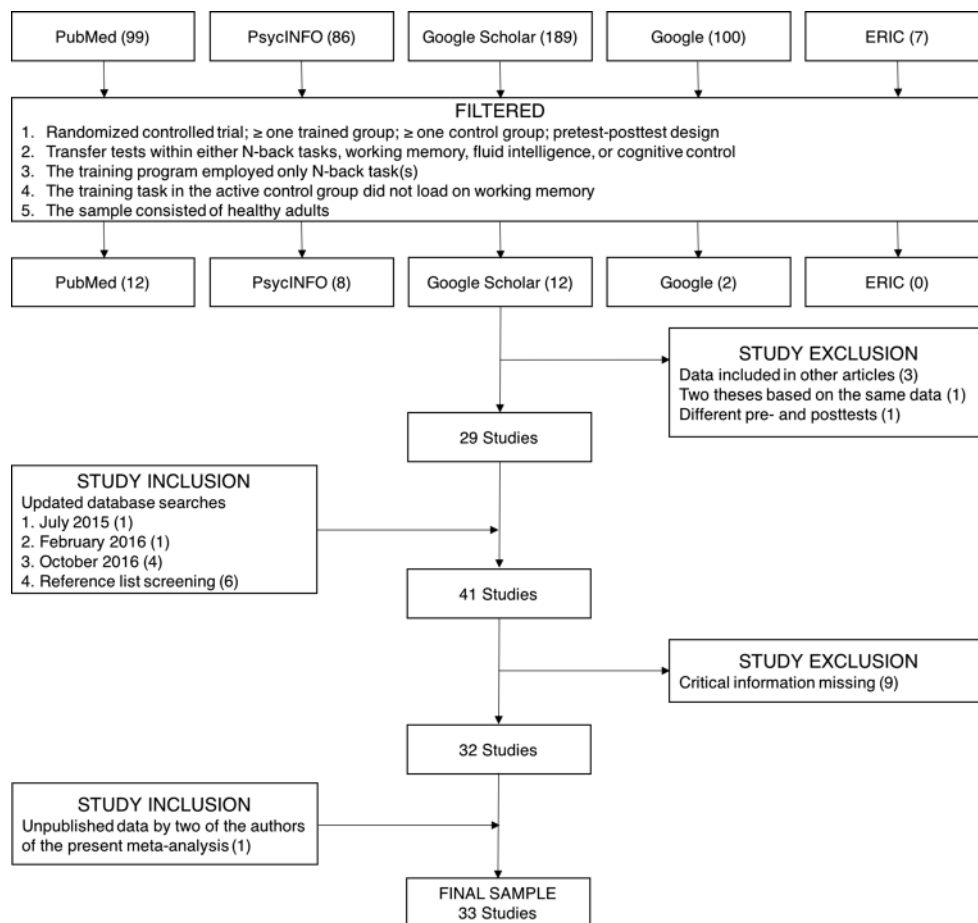 PubMed (99)
PsycINFO (86)
Google Scholar (189)
Google (100)
ERIC (7)
FILTERED
1. Randomized controlled trial; ≥ one trained group; ≥ one control group; pretest-posttest design
2. Transfer tests within either N-back tasks, working memory, fluid intelligence, or cognitive control
3. The training program employed only N-back task(s)
4. The training task in the active control group did not load on working memory
5. The sample consisted of healthy adults
PubMed (12)
PsycINFO (8)
Google Scholar (12)
Google (2)
ERIC (0)
STUDY EXCLUSION
Data included in other articles (3)
Two theses based on the same data (1)
Different pre- and posttests (1)
29 Studies
STUDY INCLUSION
Updated database searches
1. July 2015 (1)
2. February 2016 (1)
3. October 2016 (4)
4. Reference list screening (6)
41 Studies
STUDY EXCLUSION
Critical information missing (9)
32 Studies
STUDY INCLUSION
Unpublished data by two of the authors
of the present meta-analysis (1)
FINAL SAMPLE
33 Studies